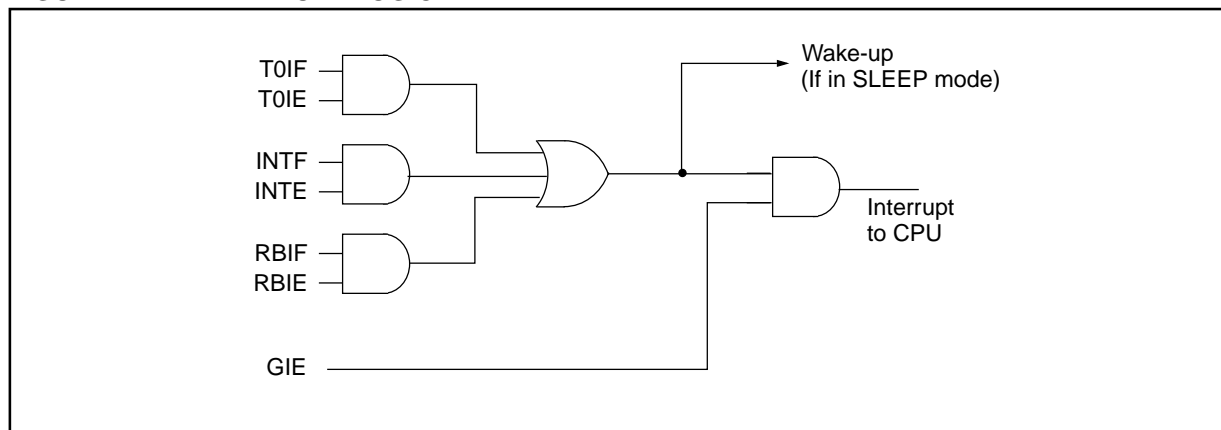 T0IF
T0IE
INTF
INTE
RBIF
RBIE
GIE
Wake-up
(If in SLEEP mode)
Interrupt
to CPU